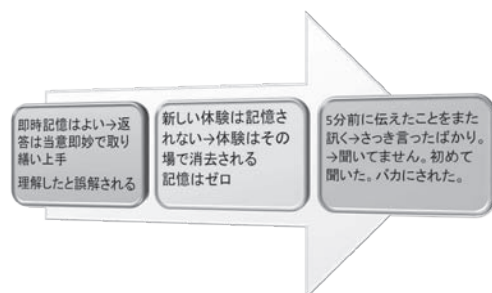 即時記憶はよい→返
答は当意即妙で取り
繕い上手
理解したと誤解される
新しい体験は記憶さ
れない→体験はその
場で消去される
記憶はゼロ
5分前に伝えたことをまた
訊く→さっき言ったばかり。
→聞いてません。初めて
聞いた。バカにされた。